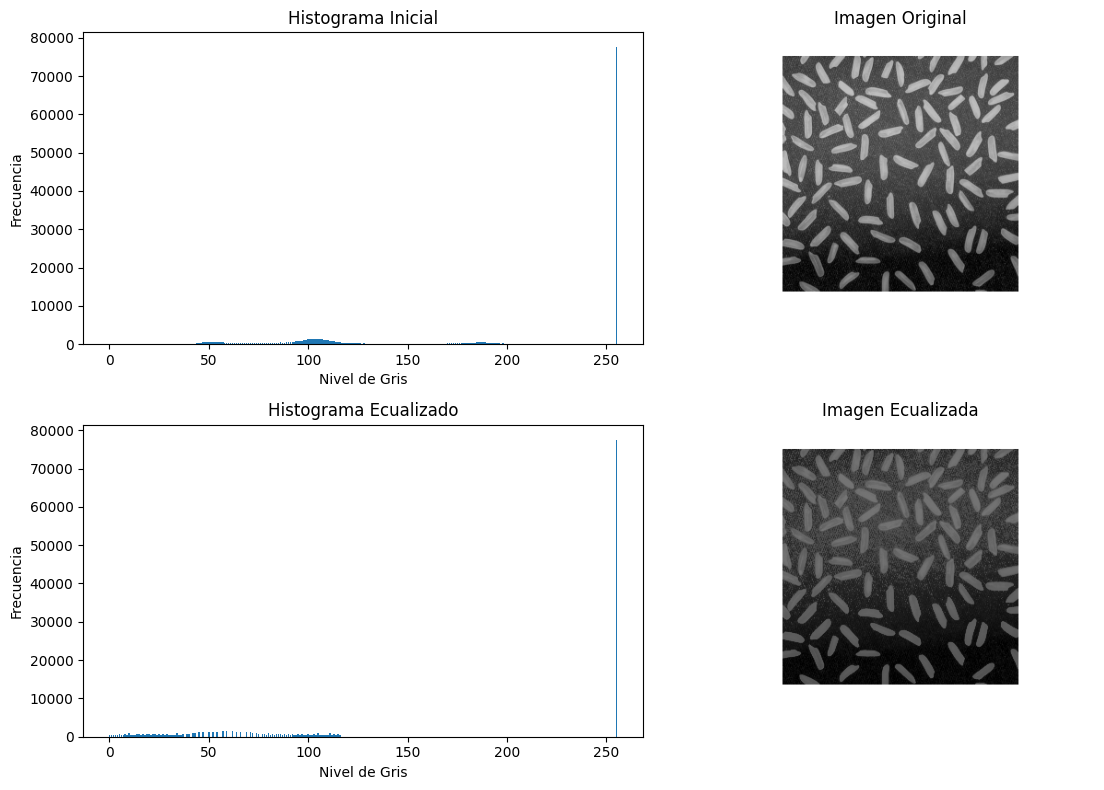 Histograma Inicial
Imagen Original
80000
70000
60000
50000
40000
30000
20000
10000
0
Frecuencia
0 50 100 150 200 250
Nivel de Gris
Histograma Ecualizado
Imagen Ecualizada
80000
70000
60000
50000
40000
30000
20000
10000
0
Frecuencia
0 50 100 150 200 250
Nivel de Gris